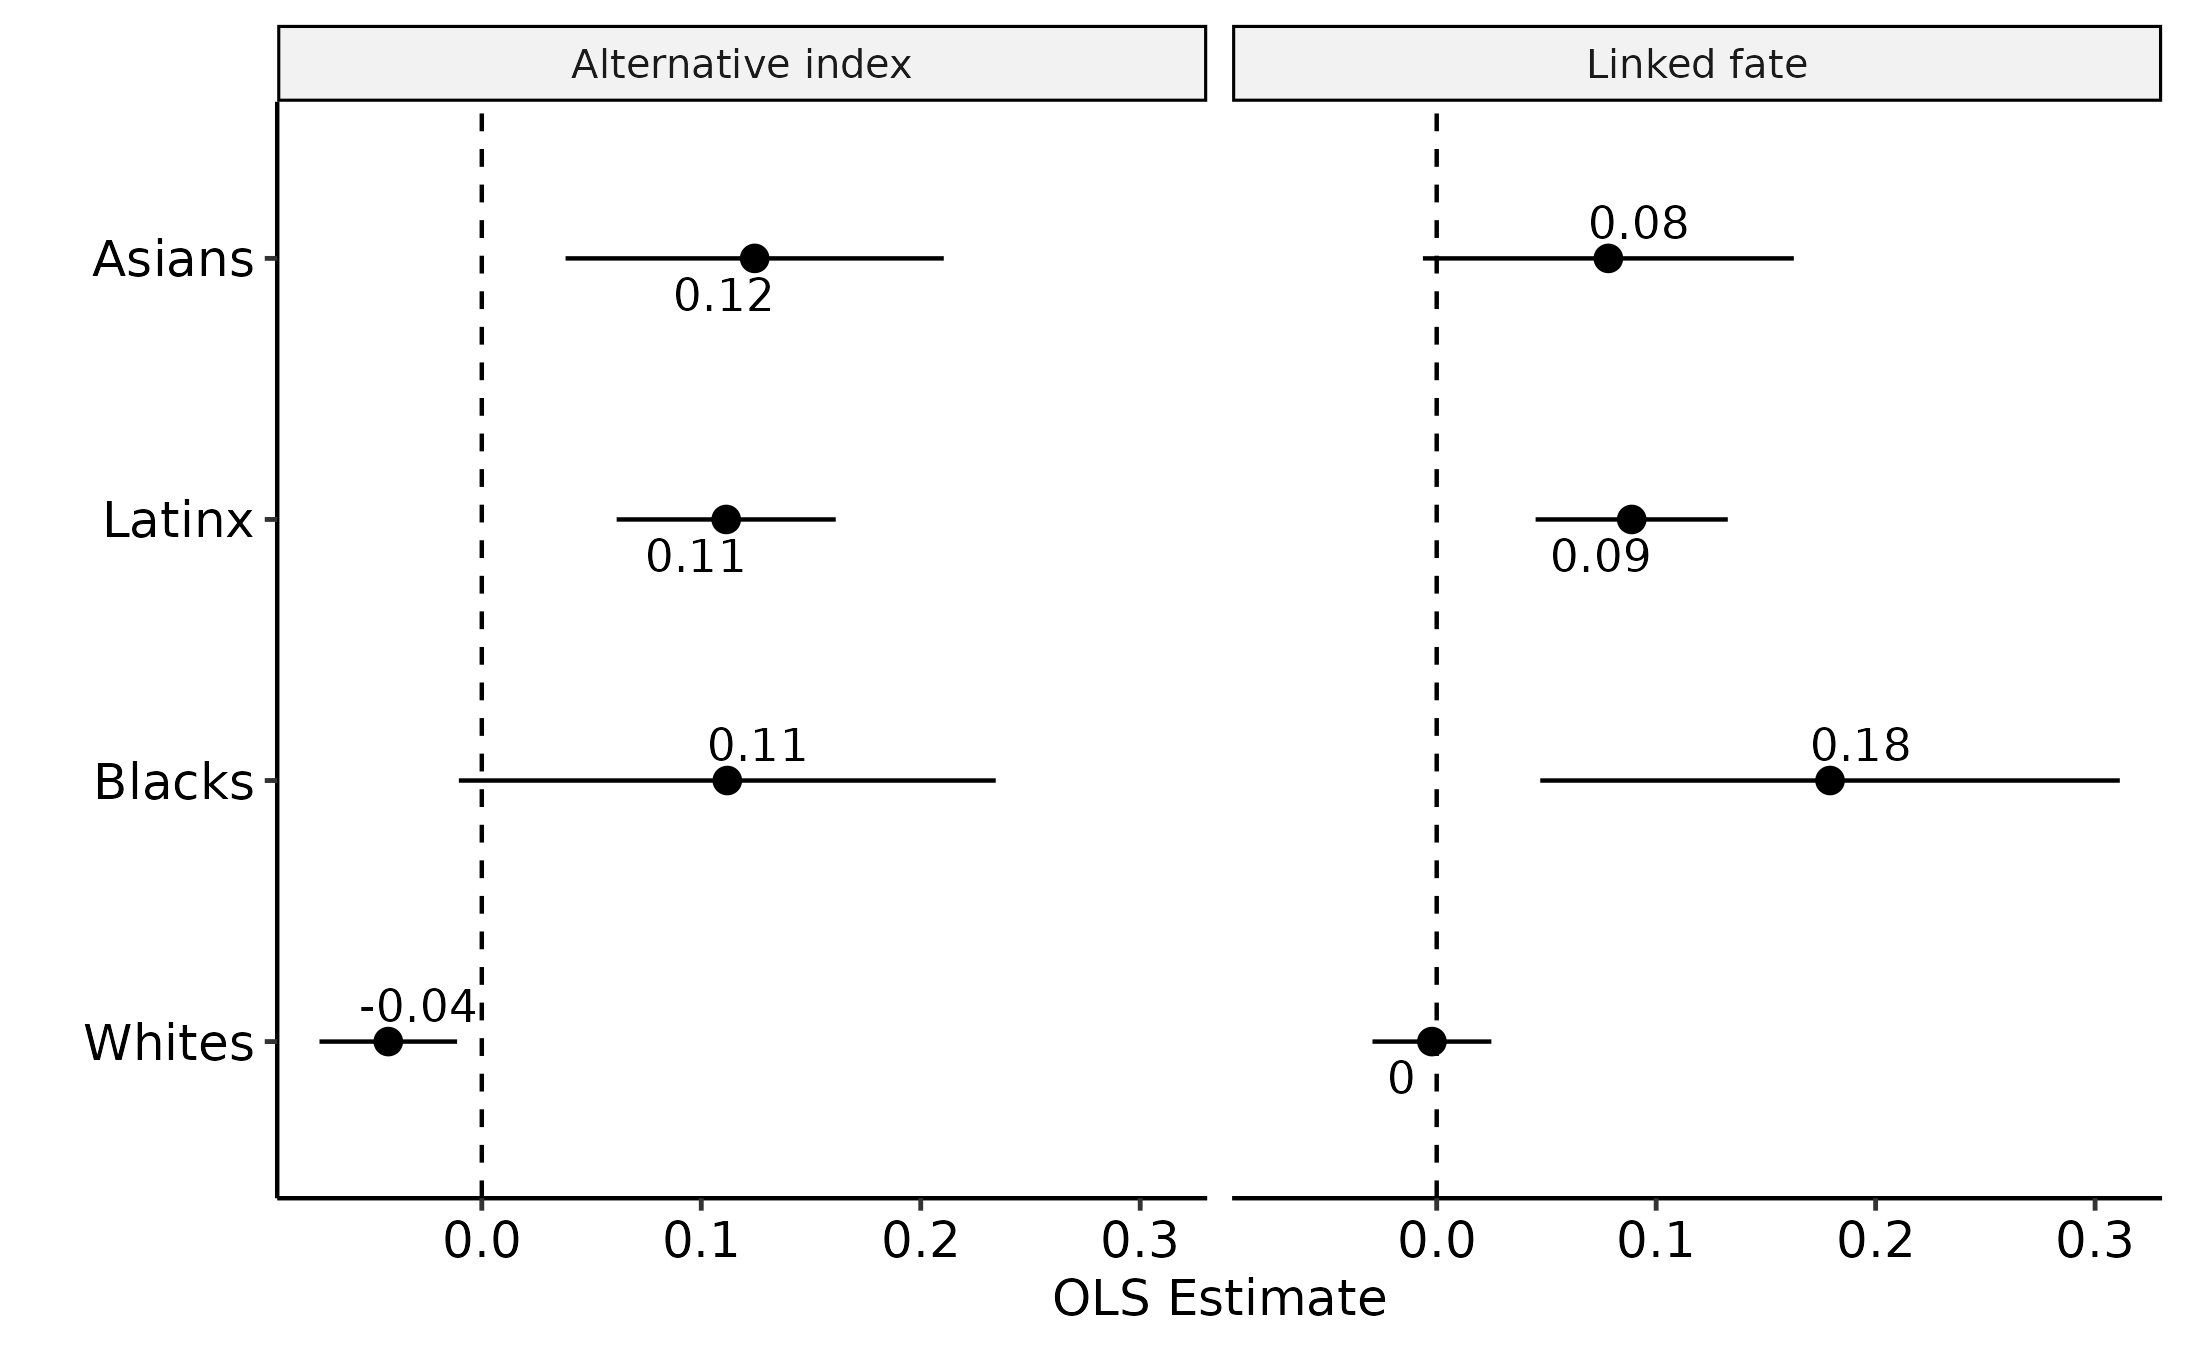 Alternative index
Linked fate
Asians
0.12
0.08
Latinx
0.11
0.09
Blacks
0.11
0.18
Whites
-0.04
0
0.0 0.1 0.2 0.3
0.0 0.1 0.2 0.3
OLS Estimate